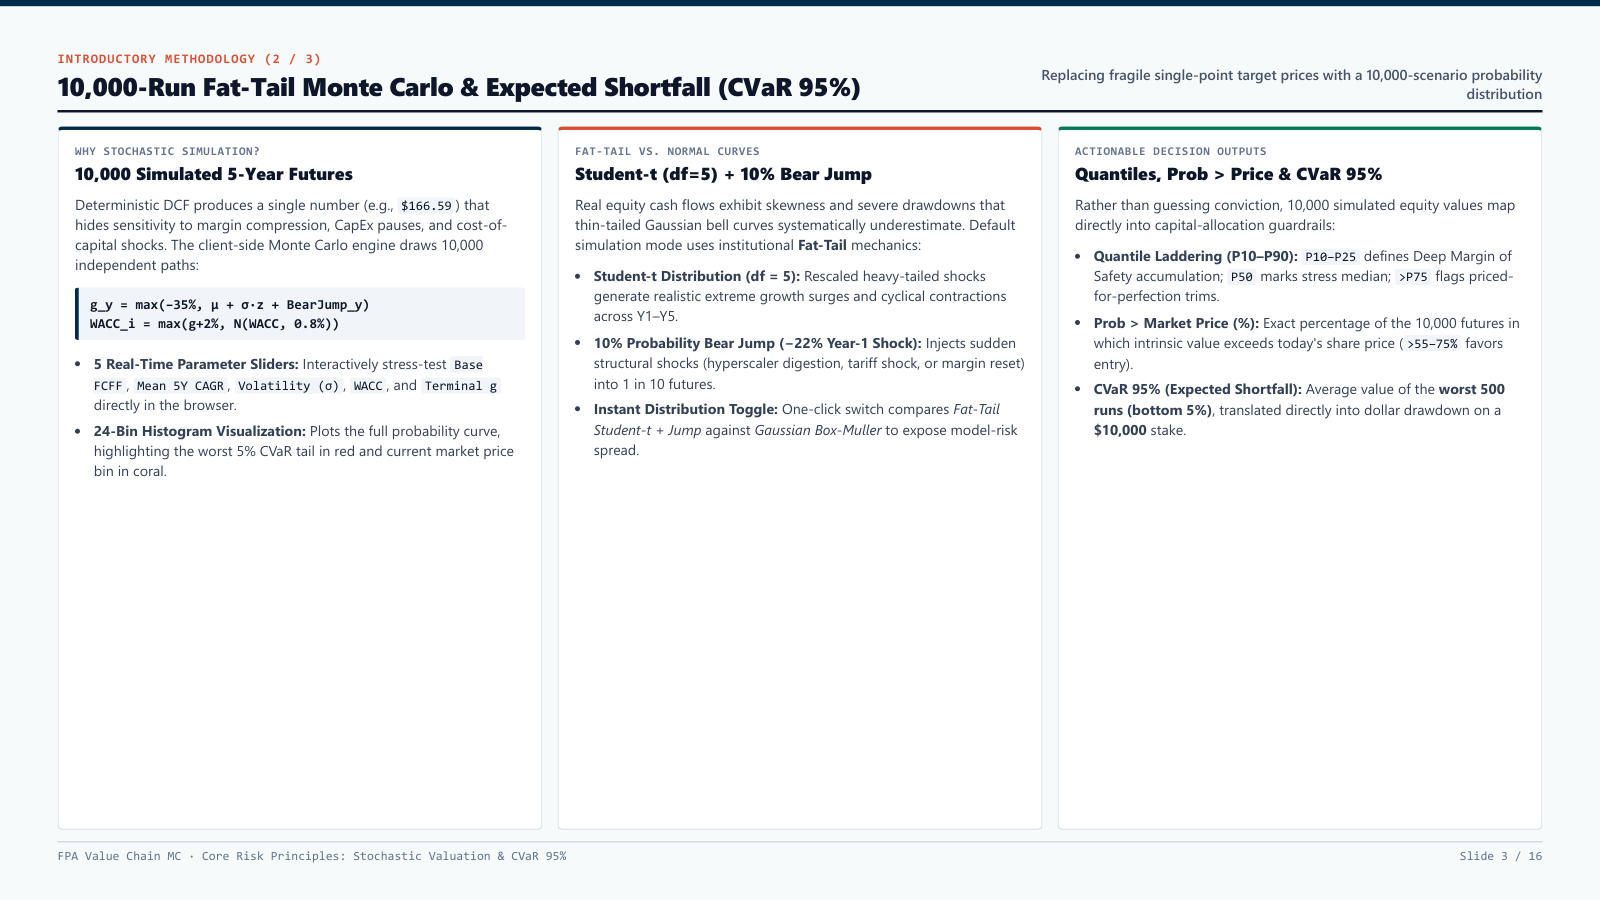 INTRODUCTORY METHODOLOGY (2 / 3)
10,000-Run Fat-Tail Monte Carlo & Expected Shortfall (CVaR 95%)
Replacing fragile single-point target prices with a 10,000-scenario probability
distribution
WHY STOCHASTIC SIMULATION?
10,000 Simulated 5-Year Futures
Deterministic DCF produces a single number (e.g., $166.59) that
hides sensitivity to margin compression, CapEx pauses, and cost-of-
capital shocks. The client-side Monte Carlo engine draws 10,000
independent paths:
g_y = max(-35%, μ + σ·z + BearJump_y)
WACC_i = max(g+2%, N(WACC, 0.8%))
• 5 Real-Time Parameter Sliders: Interactively stress-test Base
FCFF, Mean 5Y CAGR, Volatility (σ), WACC, and Terminal g
directly in the browser.
• 24-Bin Histogram Visualization: Plots the full probability curve,
highlighting the worst 5% CVaR tail in red and current market price
bin in coral.
FAT-TAIL VS. NORMAL CURVES
Student-t (df=5) + 10% Bear Jump
Real equity cash flows exhibit skewness and severe drawdowns that
thin-tailed Gaussian bell curves systematically underestimate. Default
simulation mode uses institutional Fat-Tail mechanics:
• Student-t Distribution (df = 5): Rescaled heavy-tailed shocks
generate realistic extreme growth surges and cyclical contractions
across Y1–Y5.
• 10% Probability Bear Jump (−22% Year-1 Shock): Injects sudden
structural shocks (hyperscaler digestion, tariff shock, or margin reset)
into 1 in 10 futures.
• Instant Distribution Toggle: One-click switch compares Fat-Tail
Student-t + Jump against Gaussian Box-Muller to expose model-risk
spread.
ACTIONABLE DECISION OUTPUTS
Quantiles, Prob > Price & CVaR 95%
Rather than guessing conviction, 10,000 simulated equity values map
directly into capital-allocation guardrails:
• Quantile Laddering (P10–P90): P10–P25 defines Deep Margin of
Safety accumulation; P50 marks stress median; >P75 flags priced-
for-perfection trims.
• Prob > Market Price (%): Exact percentage of the 10,000 futures in
which intrinsic value exceeds today's share price (>55–75% favors
entry).
• CVaR 95% (Expected Shortfall): Average value of the worst 500
runs (bottom 5%), translated directly into dollar drawdown on a
$10,000 stake.
FPA Value Chain MC · Core Risk Principles: Stochastic Valuation & CVaR 95%
Slide 3 / 16